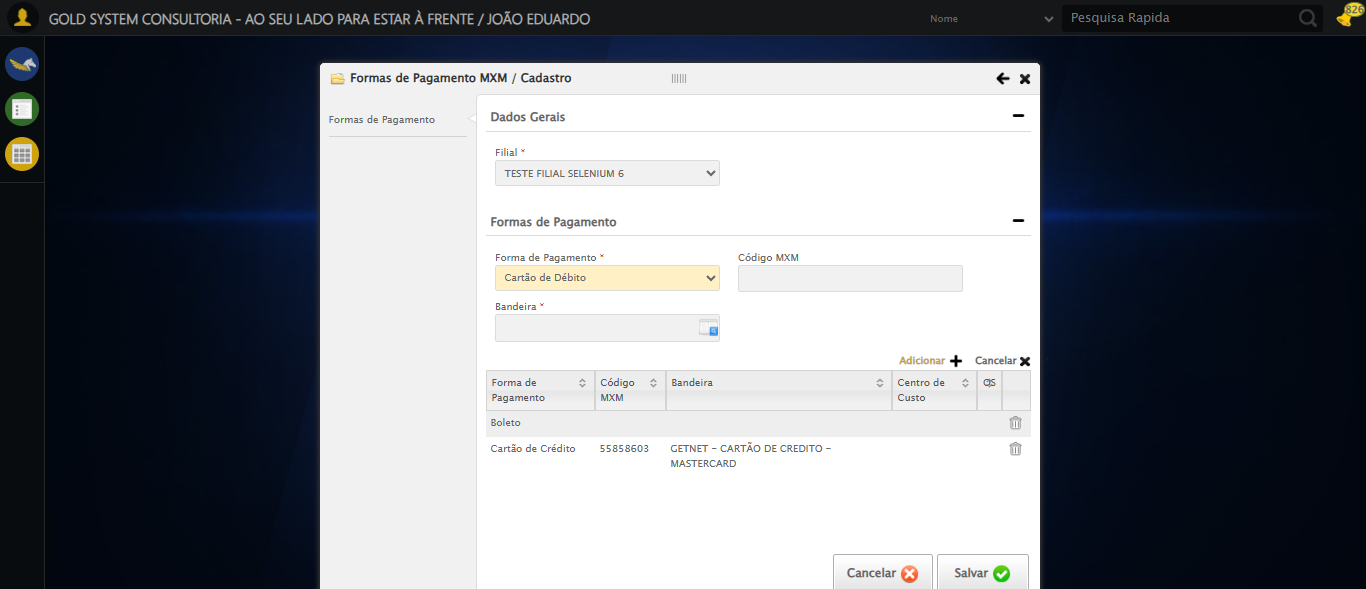 GOLD SYSTEM CONSULTORIA - AO SEU LADO PARA ESTAR À FRENTE / JOÃO EDUARDO
Nome
Pesquisa Rapida
826
Formas de Pagamento MXM / Cadastro
Formas de Pagamento
Dados Gerais
Filial *
TESTE FILIAL SELENIUM 6
Formas de Pagamento
Forma de Pagamento * Código MXM
Cartão de Débito
Bandeira *
Adicionar Cancelar
Forma de Pagamento Código MXM Bandeira Centro de Custo
Boleto
Cartão de Crédito 55858603 GETNET - CARTÃO DE CREDITO -
MASTERCARD
Cancelar Salvar